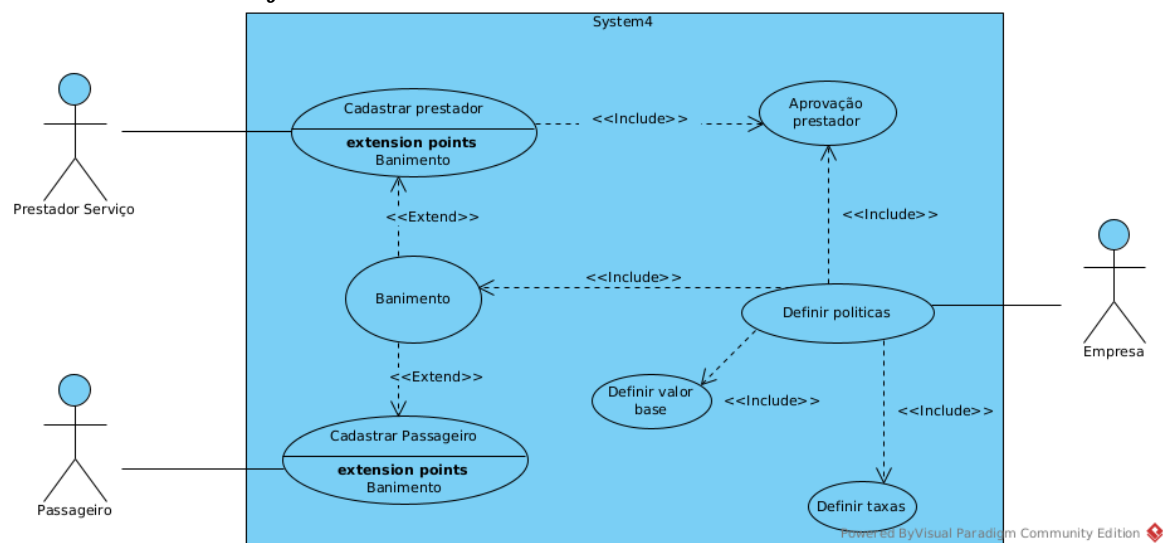 System4
Cadastrar prestador
extension points
Banimento
<<Include>>
Aprovação
prestador
Prestador Serviço
<<Extend>>
<<Include>>
Banimento
<<Include>>
Definir politicas
Empresa
<<Extend>>
Definir valor
base
<<Include>>
<<Include>>
Cadastrar Passageiro
extension points
Banimento
Passageiro
Definir taxas
Powered ByVisual Paradigm Community Edition